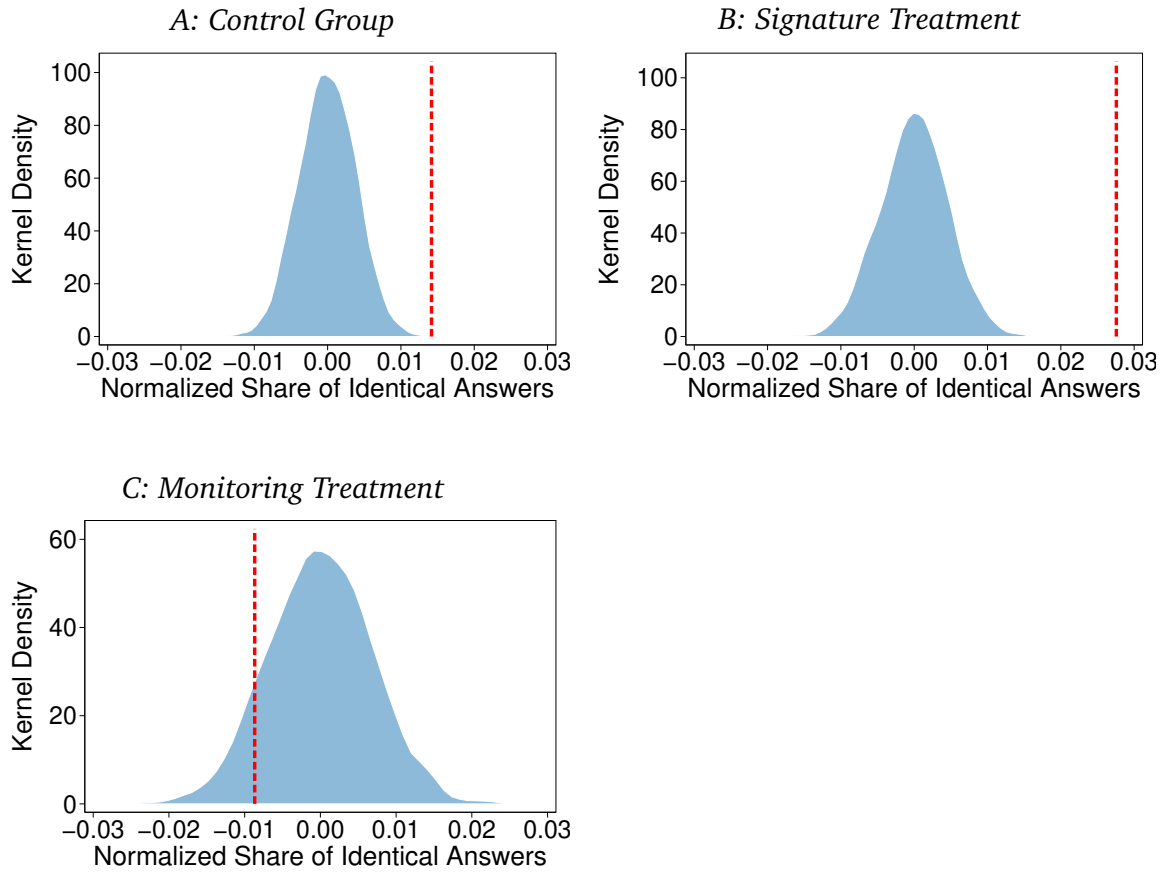 A: Control Group
Kernel Density
100
80
60
40
20
0
−0.03 −0.02 −0.01 0.00 0.01 0.02 0.03
Normalized Share of Identical Answers
B: Signature Treatment
Kernel Density
100
80
60
40
20
0
−0.03 −0.02 −0.01 0.00 0.01 0.02 0.03
Normalized Share of Identical Answers
C: Monitoring Treatment
Kernel Density
60
40
20
0
−0.03 −0.02 −0.01 0.00 0.01 0.02 0.03
Normalized Share of Identical Answers